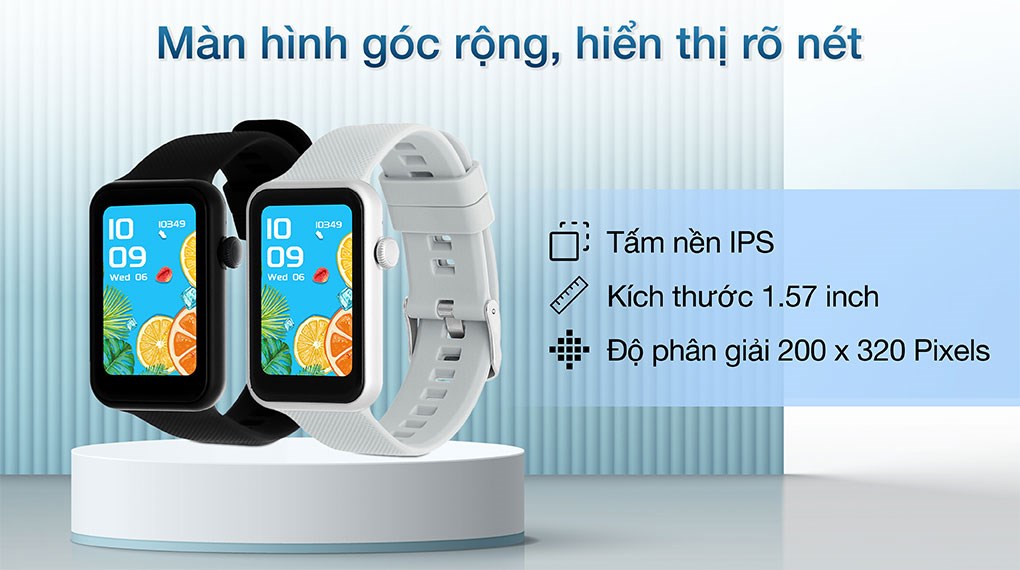 Màn hình góc rộng, hiển thị rõ nét
10
09
10349
Wed 06
10
09
10349
Wed 06
Tấm nền IPS
Kích thước 1.57 inch
Độ phân giải 200 x 320 Pixels